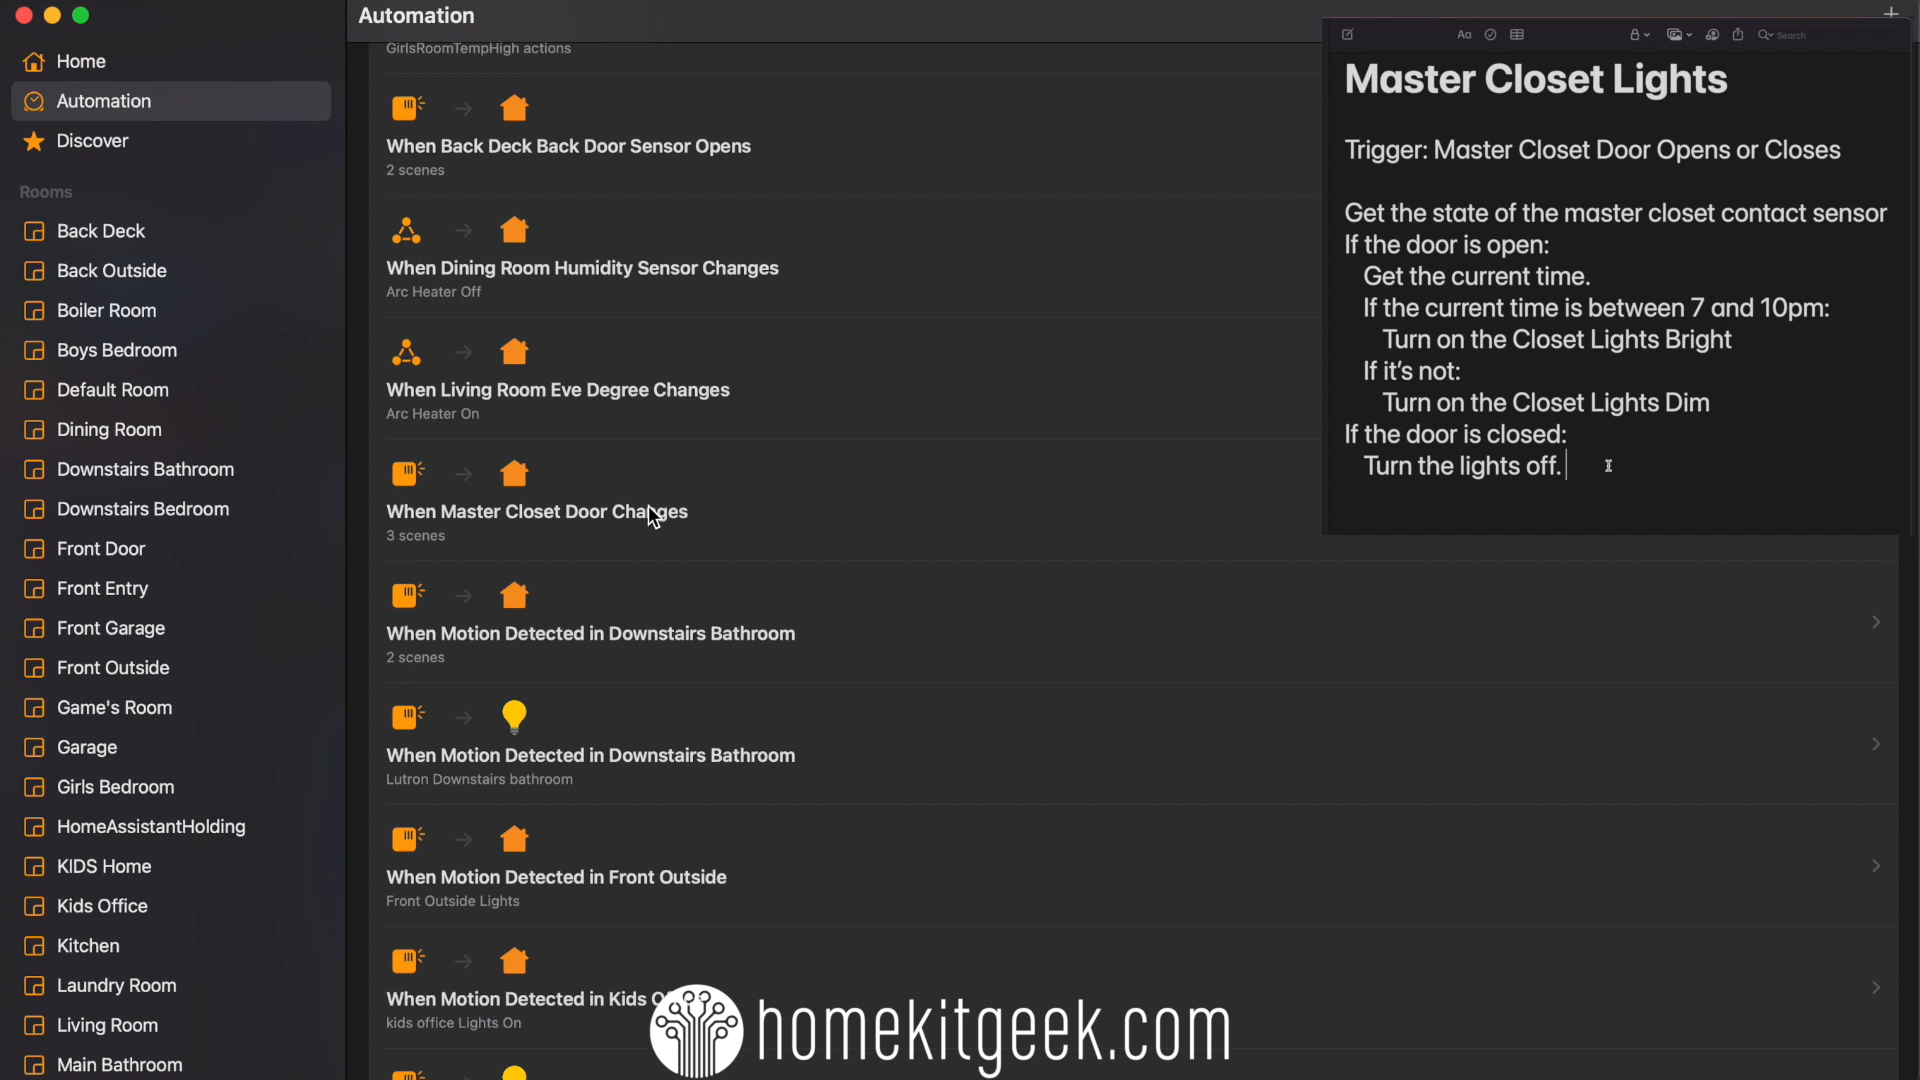 Automation
Home
Automation
Discover
Rooms
Back Deck
Back Outside
Boiler Room
Boys Bedroom
Default Room
Dining Room
Downstairs Bathroom
Downstairs Bedroom
Front Door
Front Entry
Front Garage
Front Outside
Game's Room
Garage
Girls Bedroom
HomeAssistantHolding
KIDS Home
Kids Office
Kitchen
Laundry Room
Living Room
Main Bathroom
GirlsRoomTempHigh actions
When Back Deck Back Door Sensor Opens
2 scenes
When Dining Room Humidity Sensor Changes
Arc Heater Off
When Living Room Eve Degree Changes
Arc Heater On
When Master Closet Door Changes
3 scenes
When Motion Detected in Downstairs Bathroom
2 scenes
When Motion Detected in Downstairs Bathroom
Lutron Downstairs bathroom
When Motion Detected in Front Outside
Front Outside Lights
When Motion Detected in Kids
kids office Lights On
Aa
Search
Master Closet Lights
Trigger: Master Closet Door Opens or Closes
Get the state of the master closet contact sensor
If the door is open:
Get the current time.
If the current time is between 7 and 10pm:
Turn on the Closet Lights Bright
If it's not:
Turn on the Closet Lights Dim
If the door is closed:
Turn the lights off.
homekitgeek.com